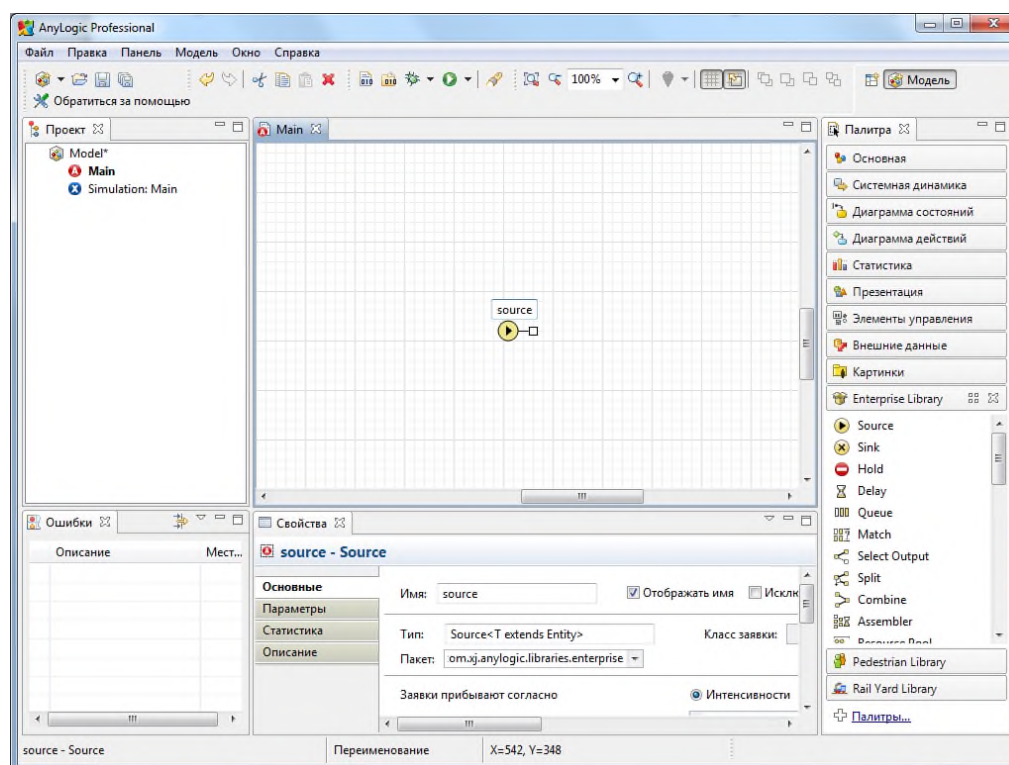 AnyLogic Professional
Файл Правка Панель Модель Окно Справка
100% Модель
Обратиться за помощью
Проект
Model*
Main
Simulation: Main
Main
source
Палитра
Основная
Системная динамика
Диаграмма состояний
Диаграмма действий
Статистика
Презентация
Элементы управления
Внешние данные
Картинки
Enterprise Library
Source
Sink
Hold
Delay
Queue
Match
Select Output
Split
Combine
Assembler
Resource Pool
Pedestrian Library
Rail Yard Library
Палитры...
Ошибки
Описание Мест...
Свойства
source - Source
Основные
Параметры
Статистика
Описание
Имя: source Отображать имя Исклю
Тип: Source<T extends Entity> Класс заявки:
Пакет: om.xj.anylogic.libraries.enterprise
Заявки прибывают согласно Интенсивности
source - Source Переименование X=542, Y=348